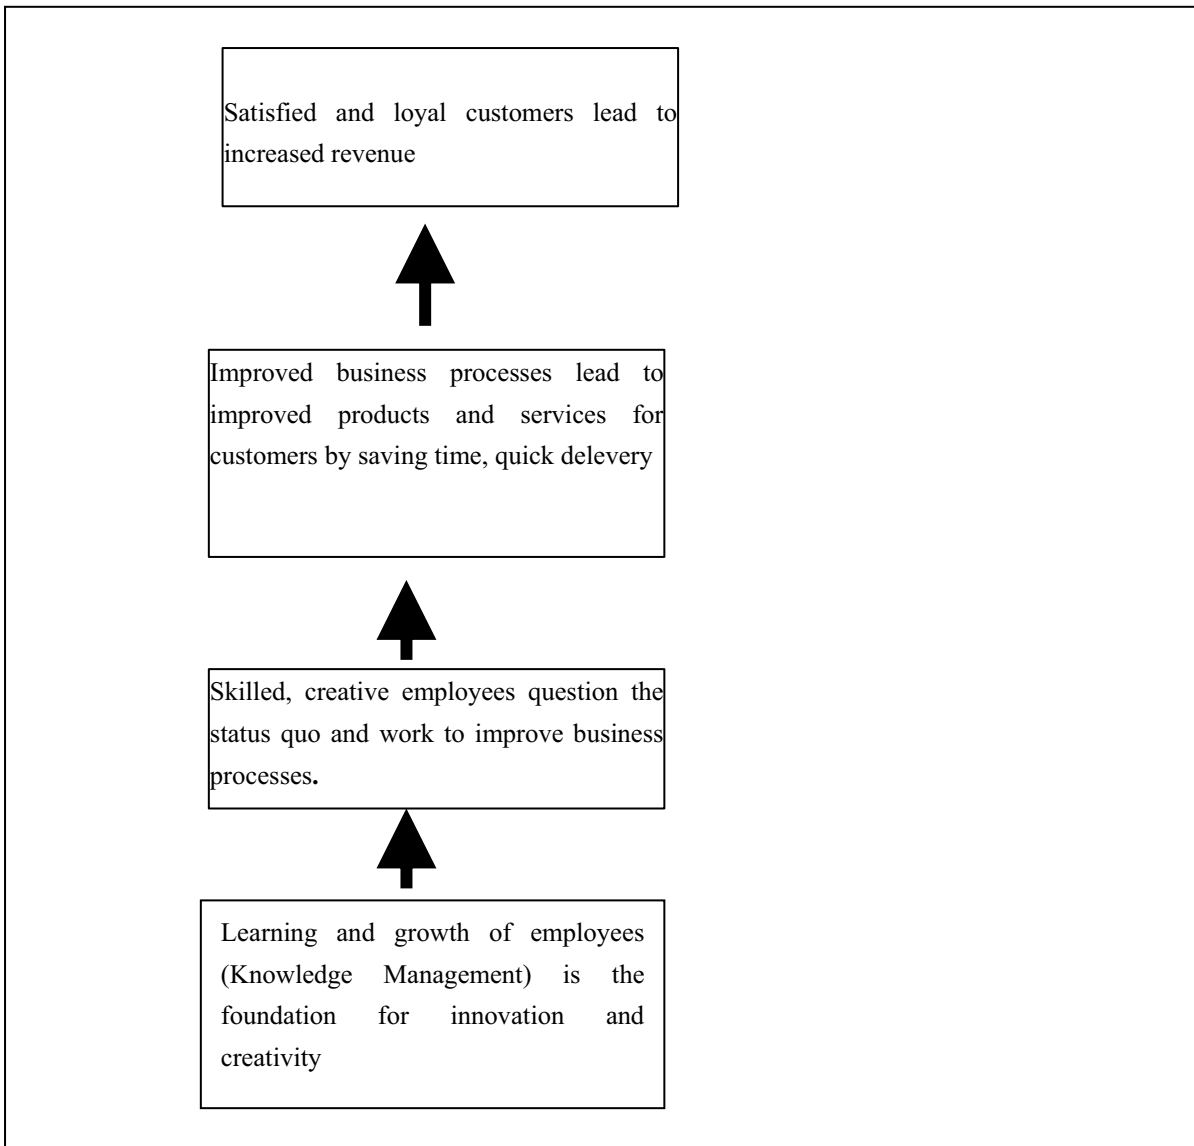 Satisfied and loyal customers lead to
increased revenue
Improved business processes lead to
improved products and services for
customers by saving time, quick delevery
Skilled, creative employees question the
status quo and work to improve business
processes.
Learning and growth of employees
(Knowledge Management) is the
foundation for innovation and
creativity